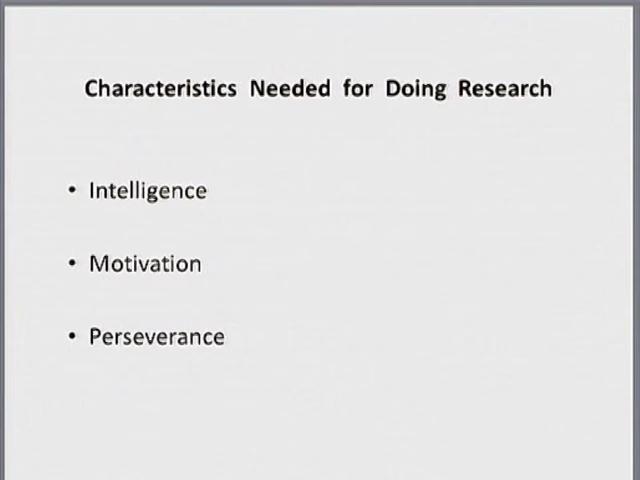 Characteristics Needed for Doing Research
• Intelligence
• Motivation
• Perseverance